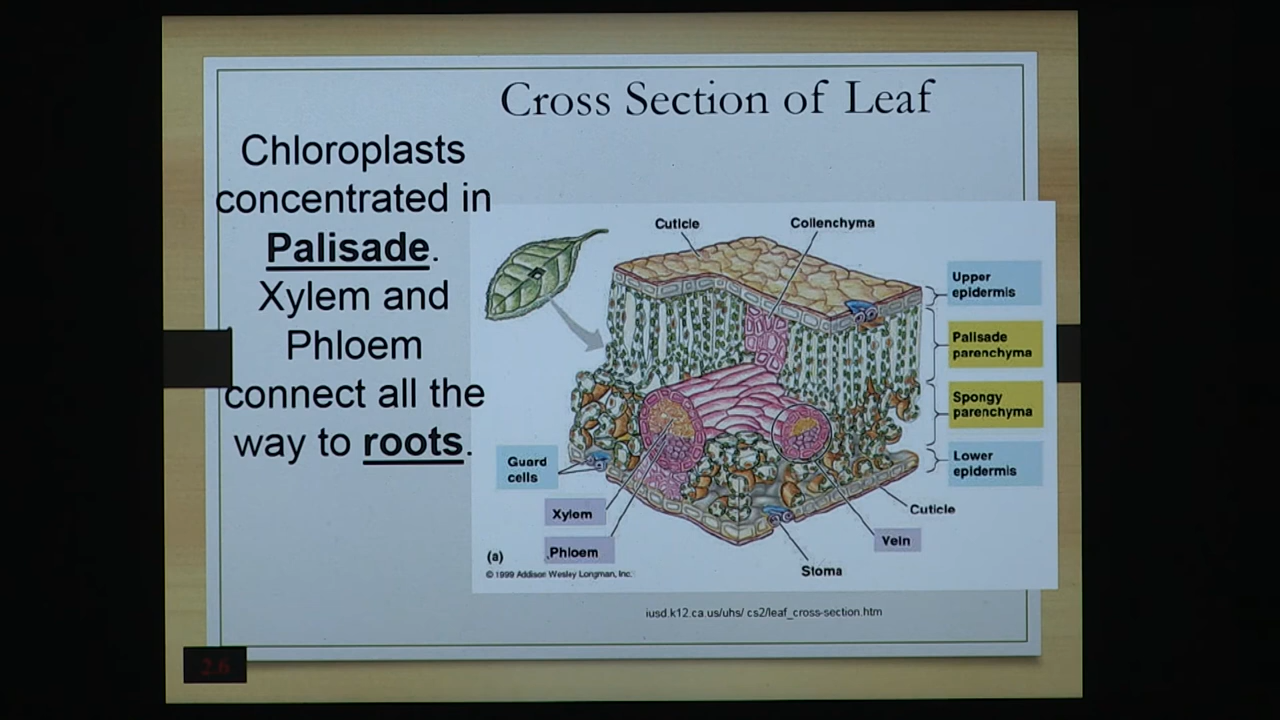 Cross Section of Leaf
Chloroplasts
concentrated in
Palisade.
Xylem and
Phloem
connect all the
way to roots.
Cuticle
Collenchyma
Upper
epidermis
Palisade
parenchyma
Spongy
parenchyma
Lower
epidermis
Guard
cells
Xylem
Phloem
Cuticle
Vein
Stoma
(a)
© 1999 Addison Wesley Longman, Inc.
iusd.k12.ca.us/uhs/ cs2/leaf_cross-section.htm
26